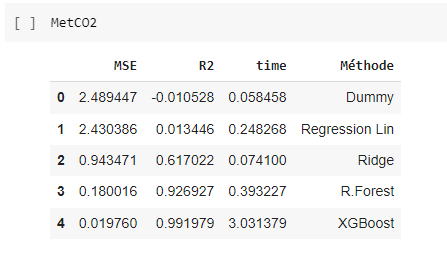 [ ] MetCO2
MSE R2 time Méthode
0 2.489447 -0.010528 0.058458 Dummy
1 2.430386 0.013446 0.248268 Regression Lin
2 0.943471 0.617022 0.074100 Ridge
3 0.180016 0.926927 0.393227 R.Forest
4 0.019760 0.991979 3.031379 XGBoost